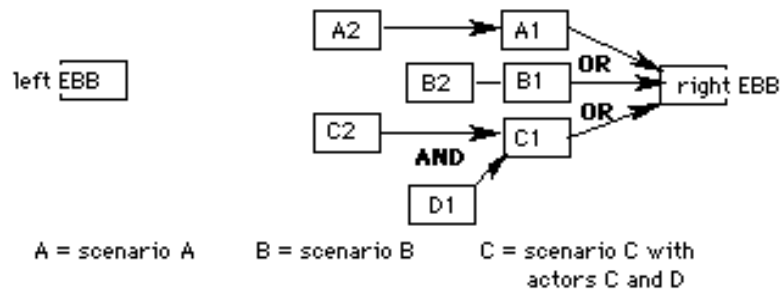 A2 A1
OR
left EBB B2 B1 right EBB
OR
C2 C1
AND
D1
A = scenario A B = scenario B C = scenario C with
actors C and D